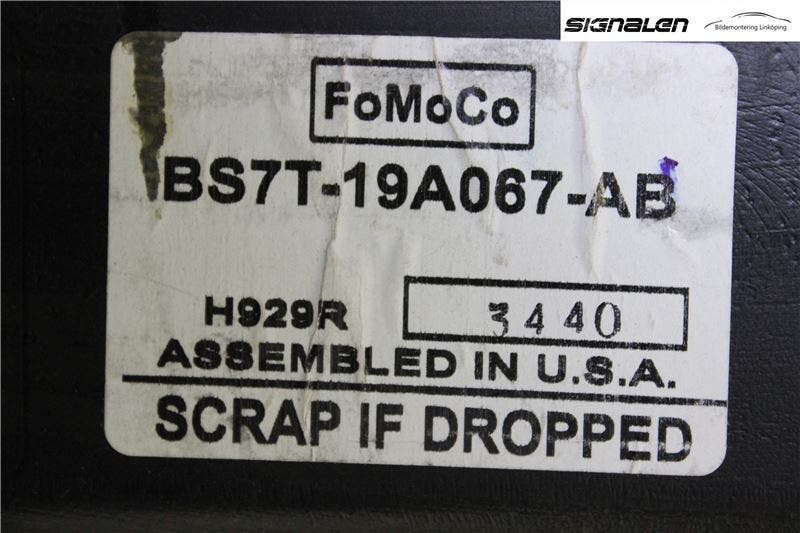 SIGNALEN
Bildemontering Linköping
FoMoCo
BS7T-19A067-AB
H929R 3440
ASSEMBLED IN U.S.A.
SCRAP IF DROPPED